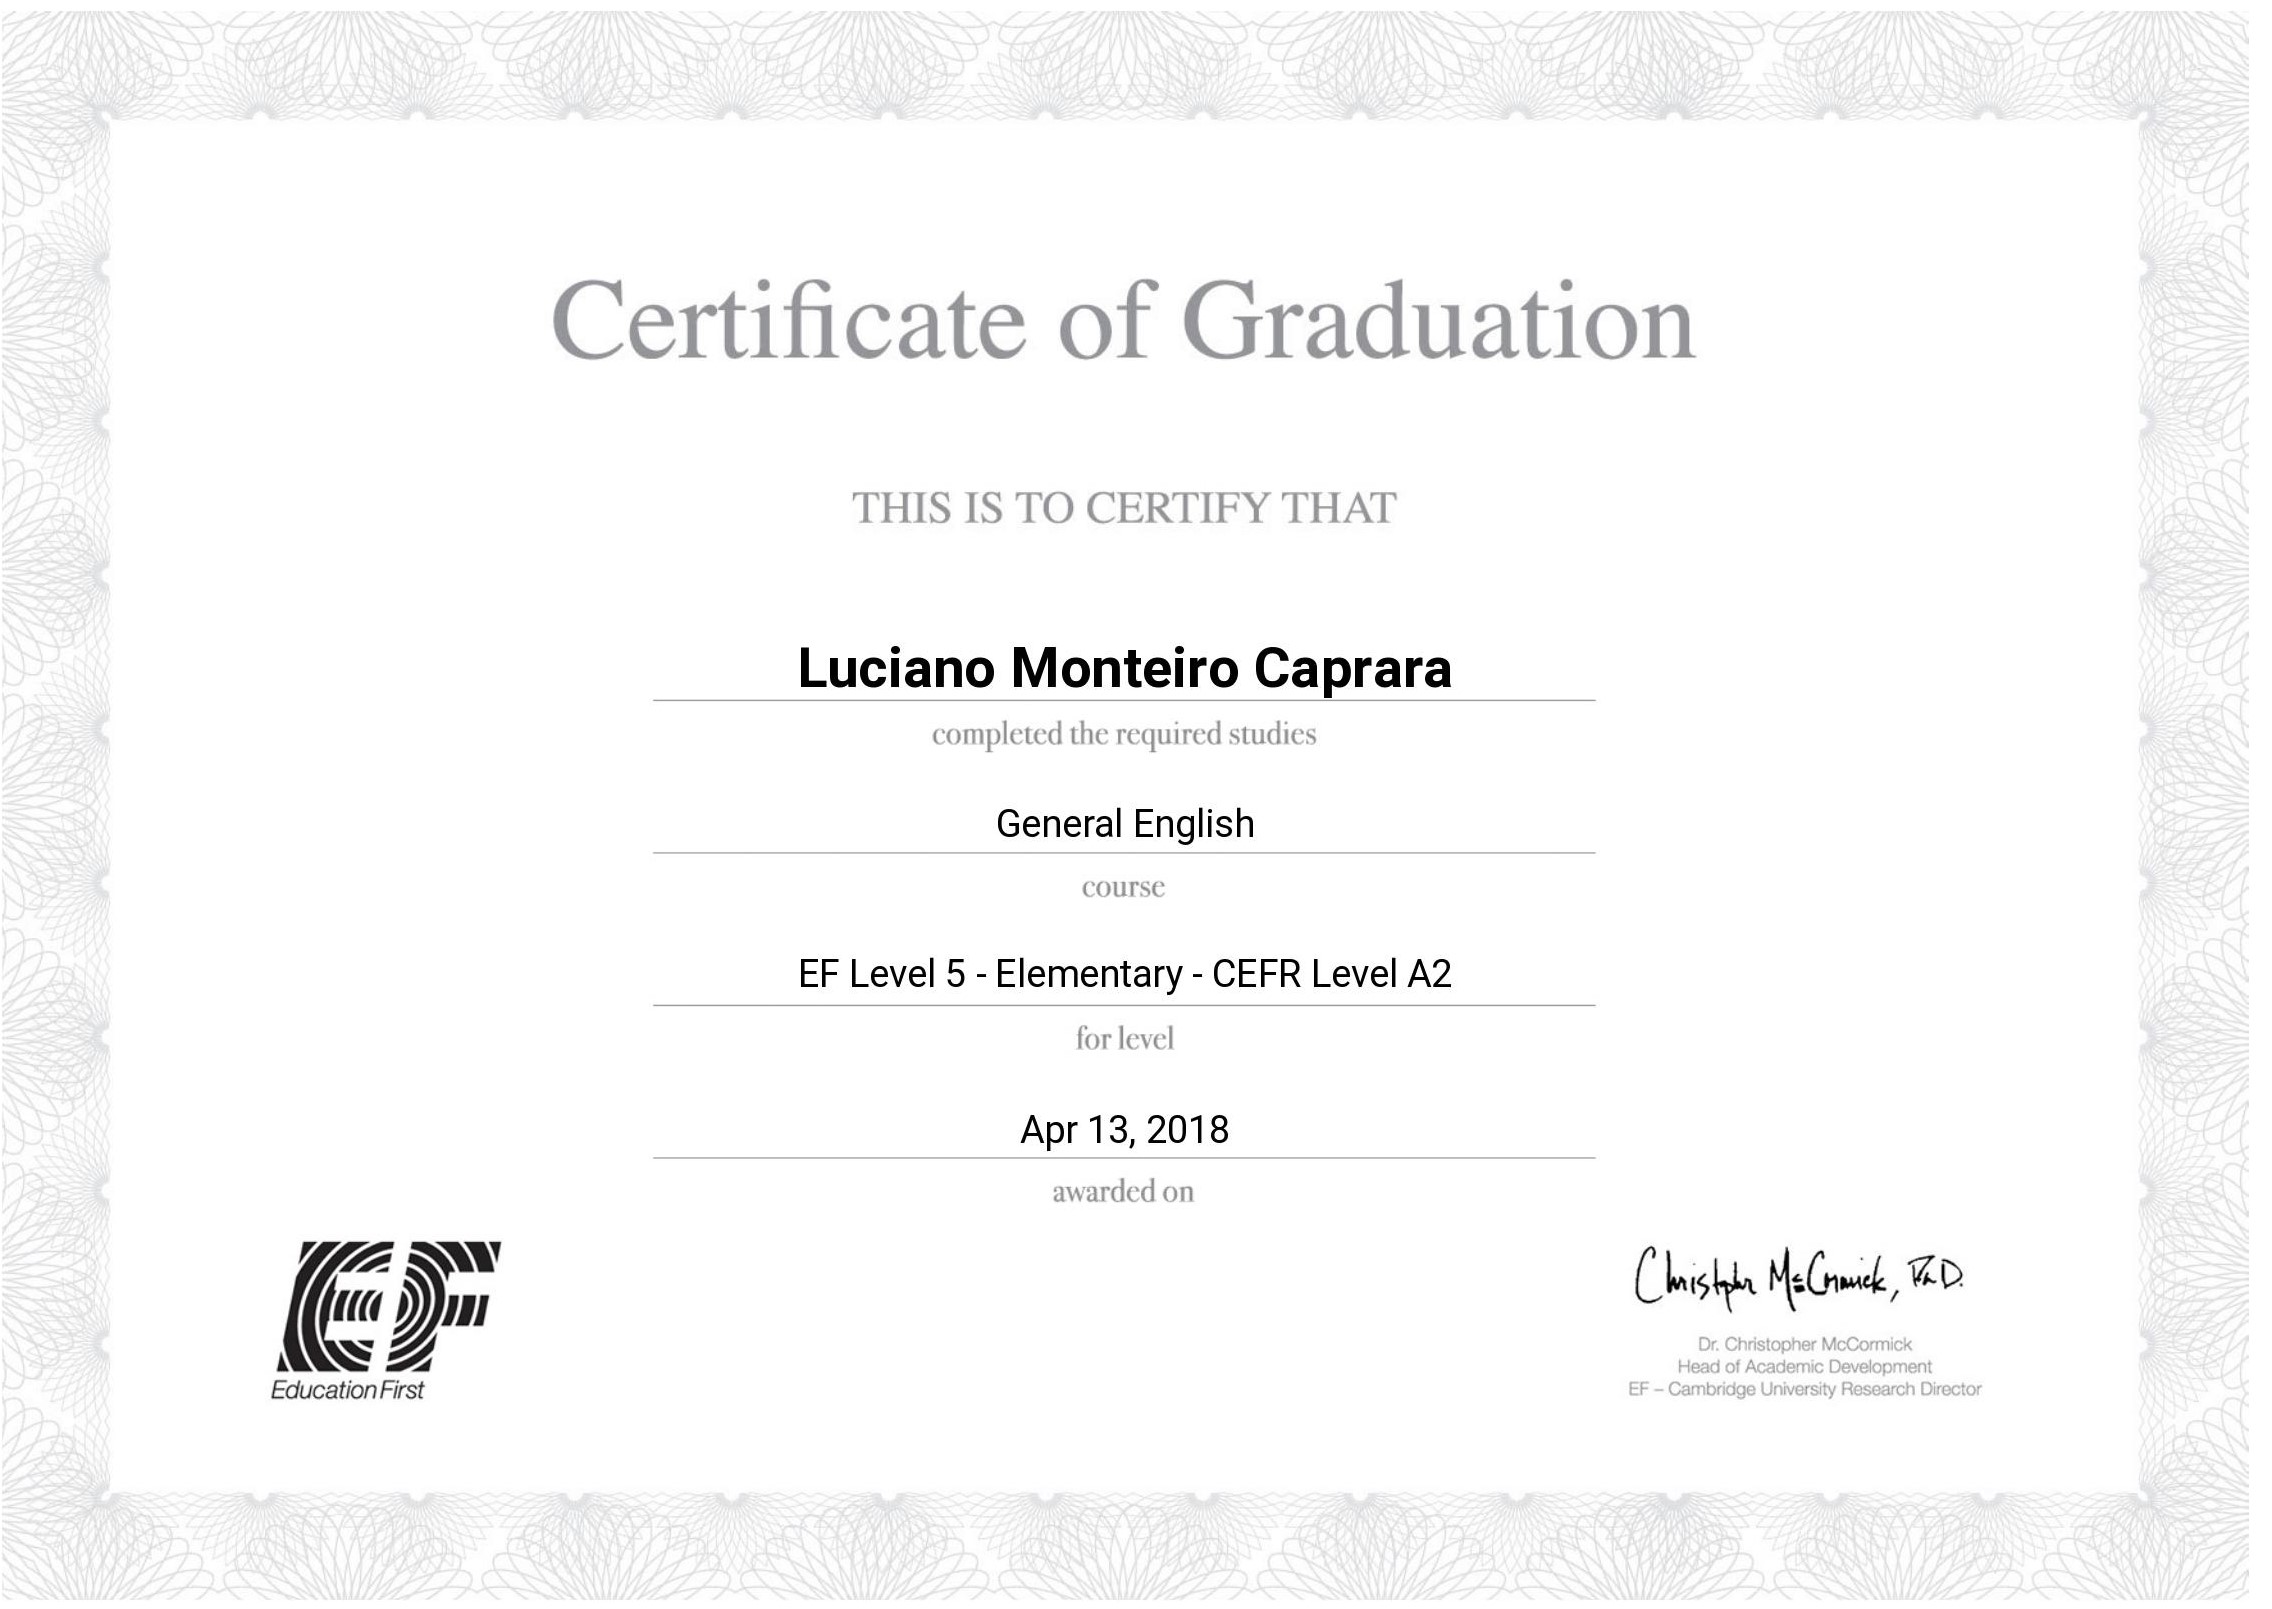 Certificate of Graduation
THIS IS TO CERTIFY THAT
Luciano Monteiro Caprara
completed the required studies
General English
course
EF Level 5 - Elementary - CEFR Level A2
for level
Apr 13, 2018
awarded on
EF
Education First
Christopher McCormick, Ph.D.
Dr. Christopher McCormick
Head of Academic Development
EF – Cambridge University Research Director